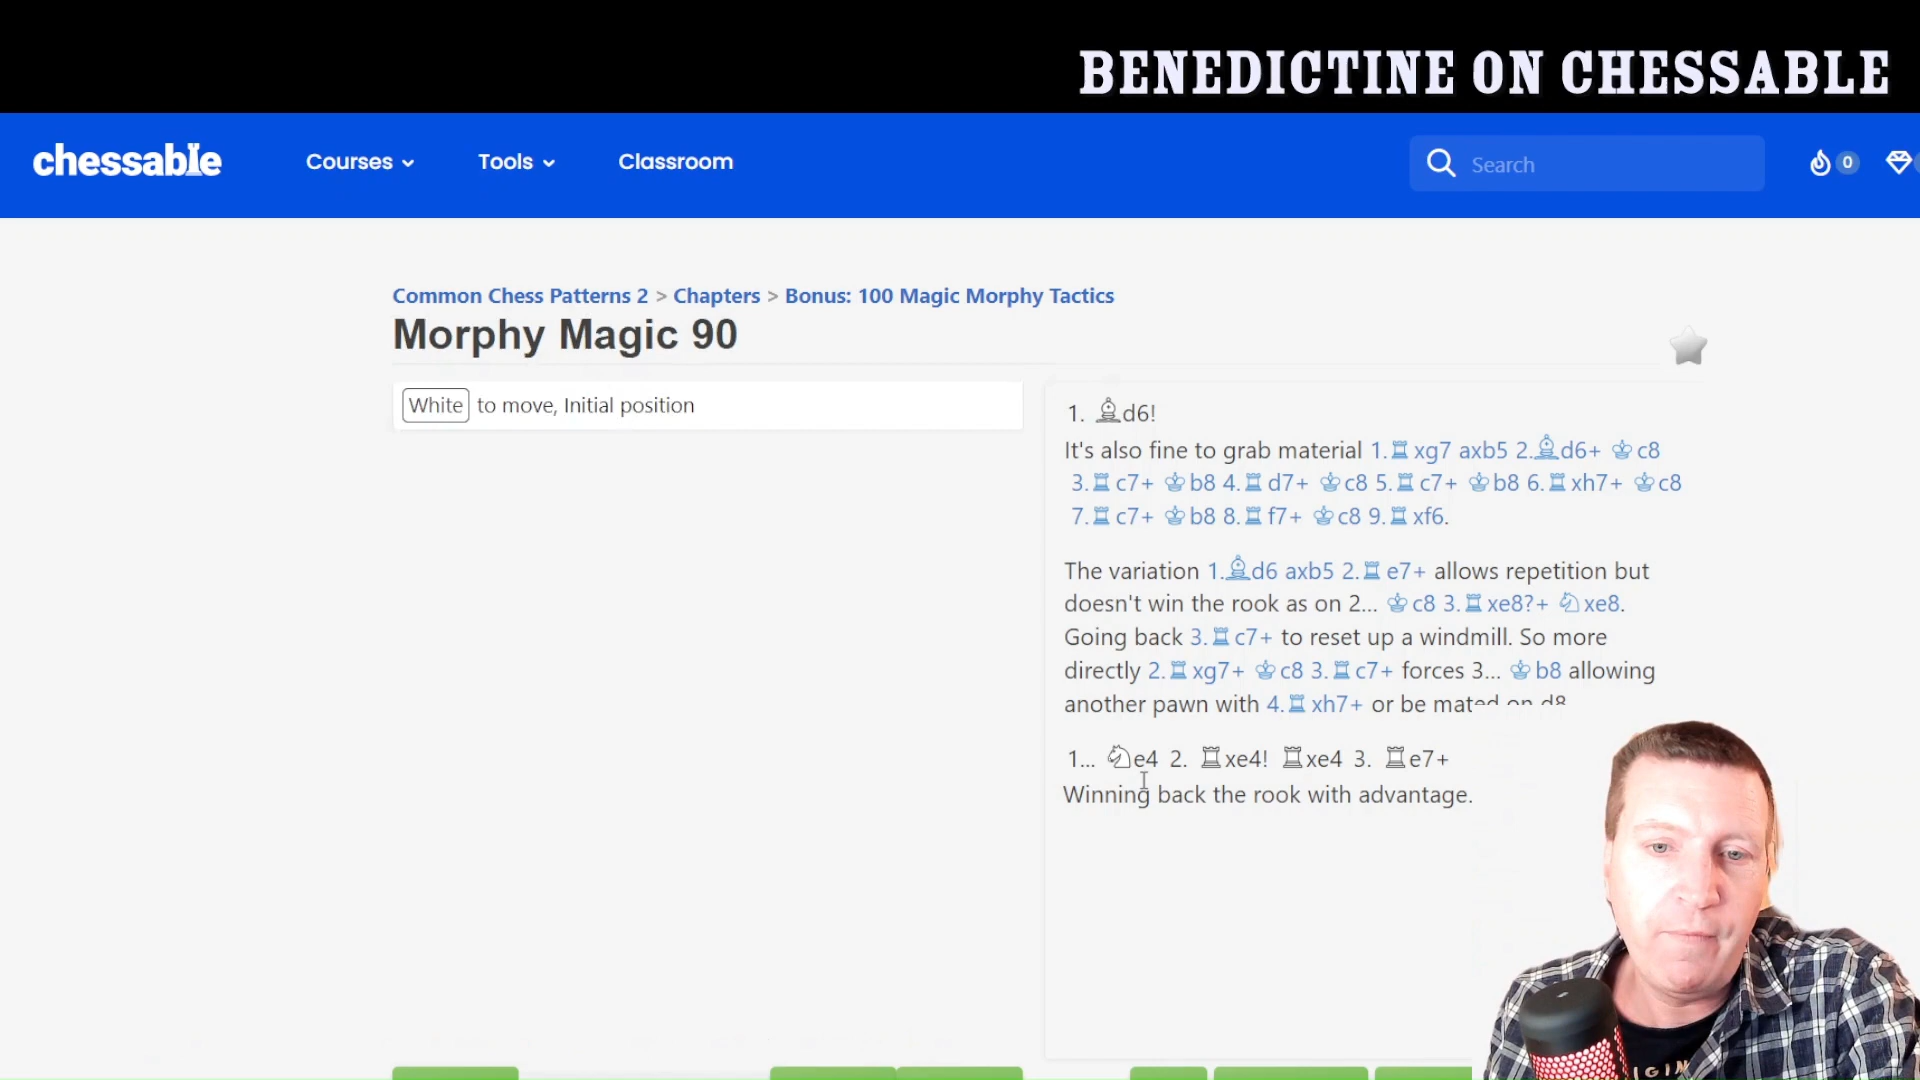 BENEDICTINE ON CHESSABLE
chessable
Courses
Tools
Classroom
Search
0
Common Chess Patterns 2 > Chapters > Bonus: 100 Magic Morphy Tactics
Morphy Magic 90
White to move, Initial position
1. ♗d6!
It's also fine to grab material 1.♖xg7 axb5 2.♗d6+ ♔c8
3.♖c7+ ♔b8 4.♖d7+ ♔c8 5.♖c7+ ♔b8 6.♖xh7+ ♔c8
7.♖c7+ ♔b8 8.♖f7+ ♔c8 9.♖xf6.
The variation 1.♗d6 axb5 2.♖e7+ allows repetition but
doesn't win the rook as on 2... ♔c8 3.♖xe8?+ ♘xe8.
Going back 3.♖c7+ to reset up a windmill. So more
directly 2.♖xg7+ ♔c8 3.♖c7+ forces 3... ♔b8 allowing
another pawn with 4.♖xh7+ or be mated on d8
1... ♘e4 2. ♖xe4! ♖xe4 3. ♖e7+
Winning back the rook with advantage.